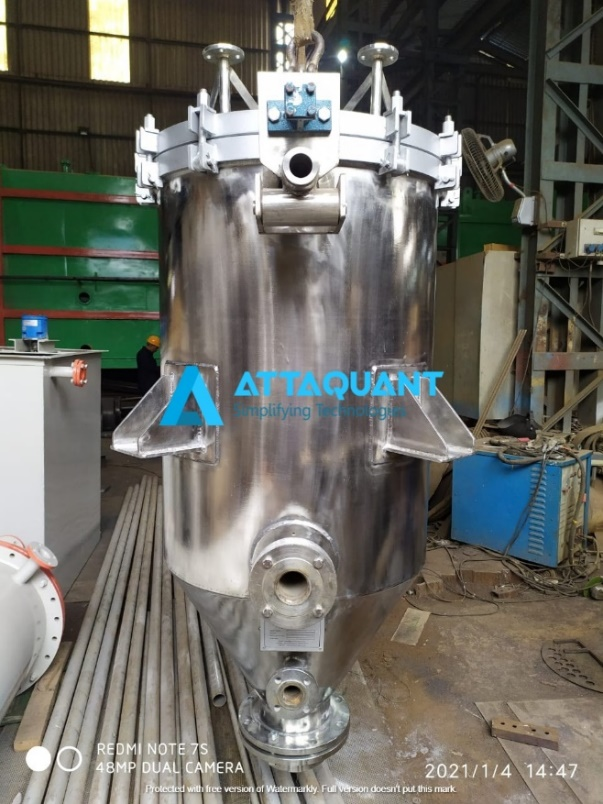 ATTAQUANT
Simplifying Technologies
REDMI NOTE 7S
48MP DUAL CAMERA
2021/1/4 14:47
Protected with free version of Watermarkly. Full version doesn't put this mark.